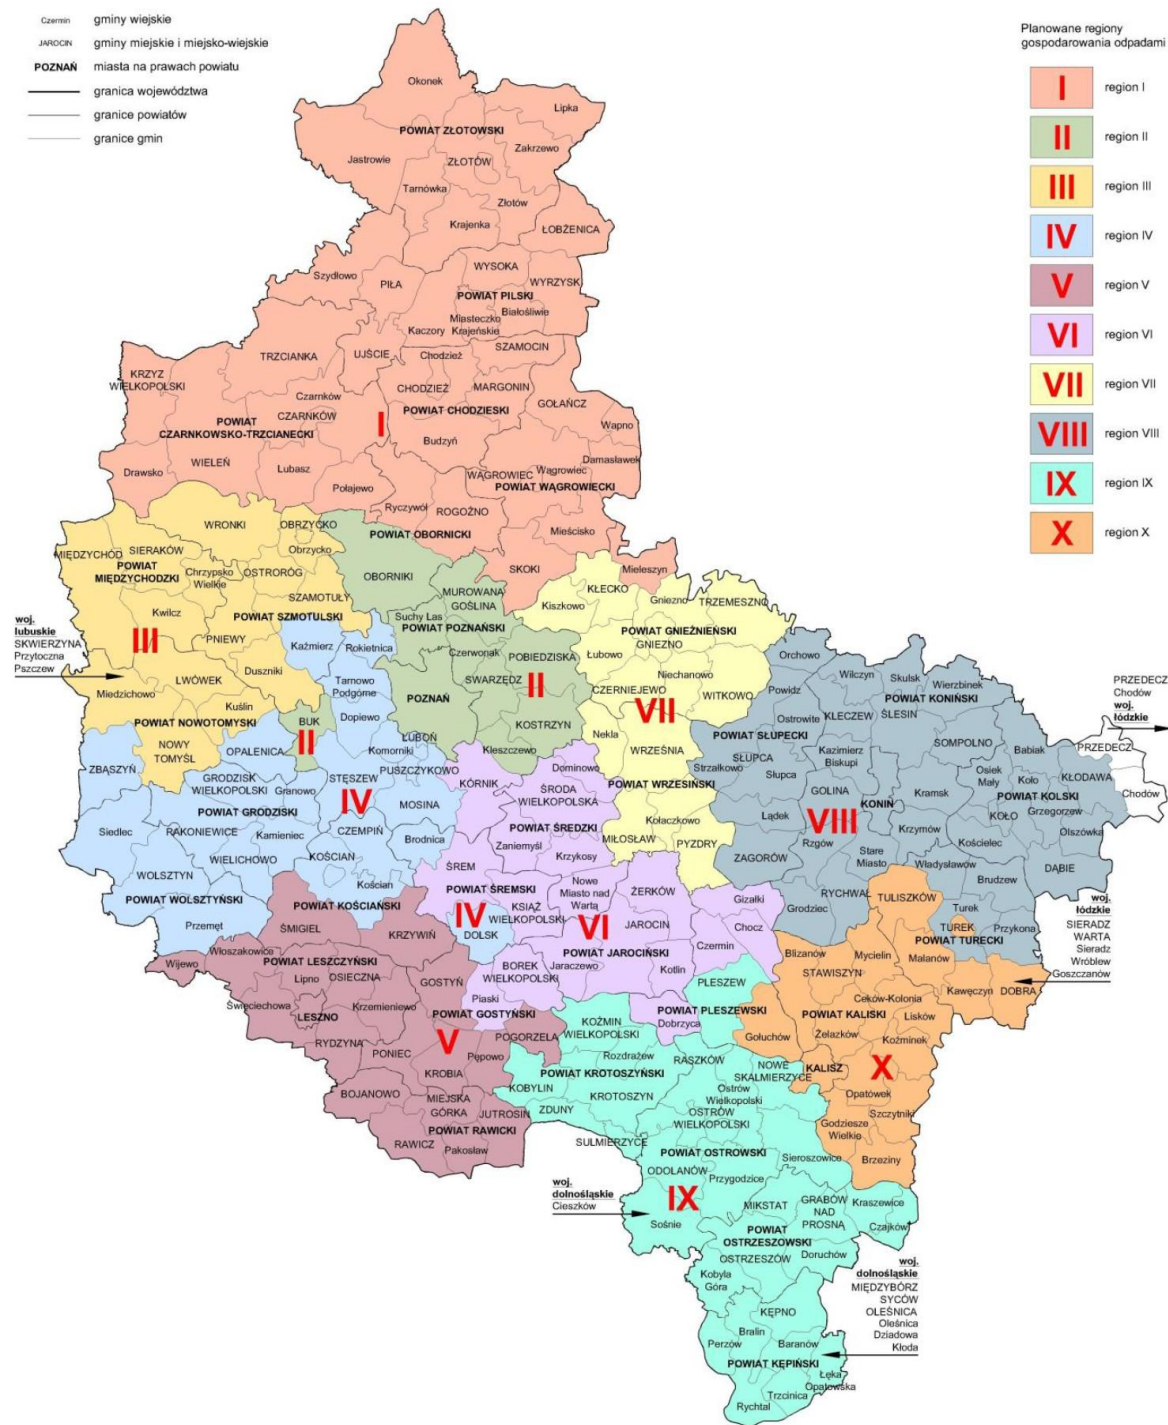 Czermin gminy wiejskie
JAROCIN gminy miejskie i miejsko-wiejskie
POZNAŃ miasta na prawach powiatu
granica województwa
granice powiatów
granice gmin
Planowane regiony
gospodarowania odpadami
I region I
II region II
III region III
IV region IV
V region V
VI region VI
VII region VII
VIII region VIII
IX region IX
X region X
Okonek
Lipka
POWIAT ZŁOTOWSKI
Jastrowie
ZŁOTÓW
Zakrzewo
Tarnówka
Złotów
Krajenka
ŁOBŻENICA
Szydłowo
PIŁA
WYSOKA
WYRZYSK
POWIAT PILSKI
Miasteczko
Krajeńskie
Białośliwie
Kaczory
SZAMOCIN
TRZCIANKA
UJŚCIE
Chodzież
KRZYŻ
WIELKOPOLSKI
CHODZIEŻ
MARGONIN
Czarnków
CZARNKÓW
POWIAT
CZARNKOWSKO-TRZCIANECKI
I
POWIAT CHODZIESKI
GOŁAŃCZ
Wapno
Budzyń
Damasławek
Drawsko
WIELEŃ
Lubasz
Połajewo
WĄGROWIEC
Wągrowiec
POWIAT WĄGROWIECKI
Ryczywół
ROGOŹNO
POWIAT OBORNICKI
Mieścisko
SKOKI
Mieleszyn
WRONKI
OBRZYCKO
Obrzycko
MIĘDZYCHÓD
SIERAKÓW
POWIAT
MIĘDZYCHODZKI
Chrzypsko
Wielkie
OSTRORÓG
SZAMOTUŁY
Kwilcz
POWIAT SZMOTULSKI
III
PNIEWY
Duszniki
LWÓWEK
Miedzichowo
Kuślin
POWIAT NOWOTOMYSKI
NOWY
TOMYŚL
woj.
lubuskie
SKWIERZYNA
Przytoczna
Pszczew
OBORNIKI
MUROWANA
GOŚLINA
Suchy Las
POWIAT POZNAŃSKI
Czerwonak
POBIEDZISKA
SWARZĘDZ
II
POZNAŃ
KOSTRZYN
Kleszczewo
BUK
II
Kaźmierz
Rokietnica
Tarnowo
Podgórne
Dopiewo
LUBOŃ
Komorniki
OPALENICA
ZBĄSZYŃ
GRODZISK
WIELKOPOLSKI
Granowo
STĘSZEW
PUSZCZYKOWO
IV
MOSINA
POWIAT GRODZISKI
Siedlec
RAKONIEWICE
Kamieniec
CZEMPIŃ
Brodnica
WIELICHOWO
KOŚCIAN
Kościan
WOLSZTYN
POWIAT WOLSZTYŃSKI
Przemęt
POWIAT KOŚCIAŃSKI
Kiszkowo
KŁECKO
Gniezno
TRZEMESZNO
POWIAT GNIEŹNIEŃSKI
Łubowo
GNIEZNO
Niechanowo
CZERNIEJEWO
WITKOWO
VII
Nekla
WRZEŚNIA
POWIAT WRZESIŃSKI
Kołaczkowo
MIŁOSŁAW
PYZDRY
Orchowo
Wilczyn
Skulsk
Wierzbinek
Powidz
POWIAT KONIŃSKI
Ostrowite
KLECZEW
ŚLESIN
POWIAT SŁUPECKI
SŁUPCA
Strzałkowo
Słupca
Kazimierz
Biskupi
SOMPOLNO
Babiak
Osiek
Mały
Koło
KŁODAWA
GOLINA
KONIN
Kramsk
POWIAT KOLSKI
Grzegorzew
KOŁO
Lądek
VIII
Krzymów
Olszówka
Rzgów
Stare
Miasto
Kościelec
ZAGORÓW
Władysławów
DĄBIE
Brudzew
RYCHWAŁ
Grodziec
Turek
Przykona
PRZEDECZ
Chodów
woj.
łódzkie
PRZEDECZ
Chodów
KÓRNIK
Dominowo
ŚRODA
WIELKOPOLSKA
POWIAT ŚREDZKI
Zaniemyśl
Krzykosy
ŚREM
POWIAT ŚREMSKI
IV
DOLSK
KSIĄŻ
WIELKOPOLSKI
Nowe
Miasto nad
Wartą
ŻERKÓW
VI
JAROCIN
POWIAT JAROCIŃSKI
Gizałki
Chocz
Czermin
BOREK
WIELKOPOLSKI
Jaraczewo
Kotlin
Piaski
Dobrzyca
POWIAT PLESZEWSKI
PLESZEW
ŚMIGIEL
KRZYWIŃ
Włoszakowice
POWIAT LESZCZYŃSKI
Wijewo
Lipno
OSIECZNA
GOSTYŃ
Święciechowa
LESZNO
Krzemieniewo
POWIAT GOSTYŃSKI
POGORZELA
RYDZYNA
PONIEC
V
Pępowo
KROBIA
BOJANOWO
MIEJSKA
GÓRKA
JUTROSIN
POWIAT RAWICKI
RAWICZ
Pakosław
KOŹMIN
WIELKOPOLSKI
Rozdrażew
RASZKÓW
NOWE
SKALMIERZYCE
POWIAT KROTOSZYŃSKI
KOBYLIN
KROTOSZYN
Ostrów
Wielkopolski
ZDUNY
OSTRÓW
WIELKOPOLSKI
SULMIERZYCE
POWIAT OSTROWSKI
Sieroszowice
ODOLANÓW
Przygodzice
IX
Sośnie
MIKSTAT
GRABÓW
NAD
PROSNĄ
Kraszewice
Czajków
POWIAT
OSTRZESZOWSKI
OSTRZESZÓW
Doruchów
Kobyla
Góra
KĘPNO
Bralin
Perzów
Baranów
POWIAT KĘPIŃSKI
Łęka
Opatowska
Trzcinica
Rychtal
woj.
dolnośląskie
Cieszków
woj.
dolnośląskie
MIĘDZYBÓRZ
SYCÓW
OLEŚNICA
Oleśnica
Dziadowa
Kłoda
TULISZKÓW
TUREK
POWIAT TURECKI
Blizanów
Mycielin
Malanów
STAWISZYN
Kawęczyn
DOBRA
Ceków-Kolonia
POWIAT KALISKI
Lisków
Gołuchów
Żelazków
Koźminek
KALISZ
X
Opatówek
Szczytniki
Godziesze
Wielkie
Brzeziny
woj.
łódzkie
SIERADZ
WARTA
Sieradz
Wróblew
Goszczanów